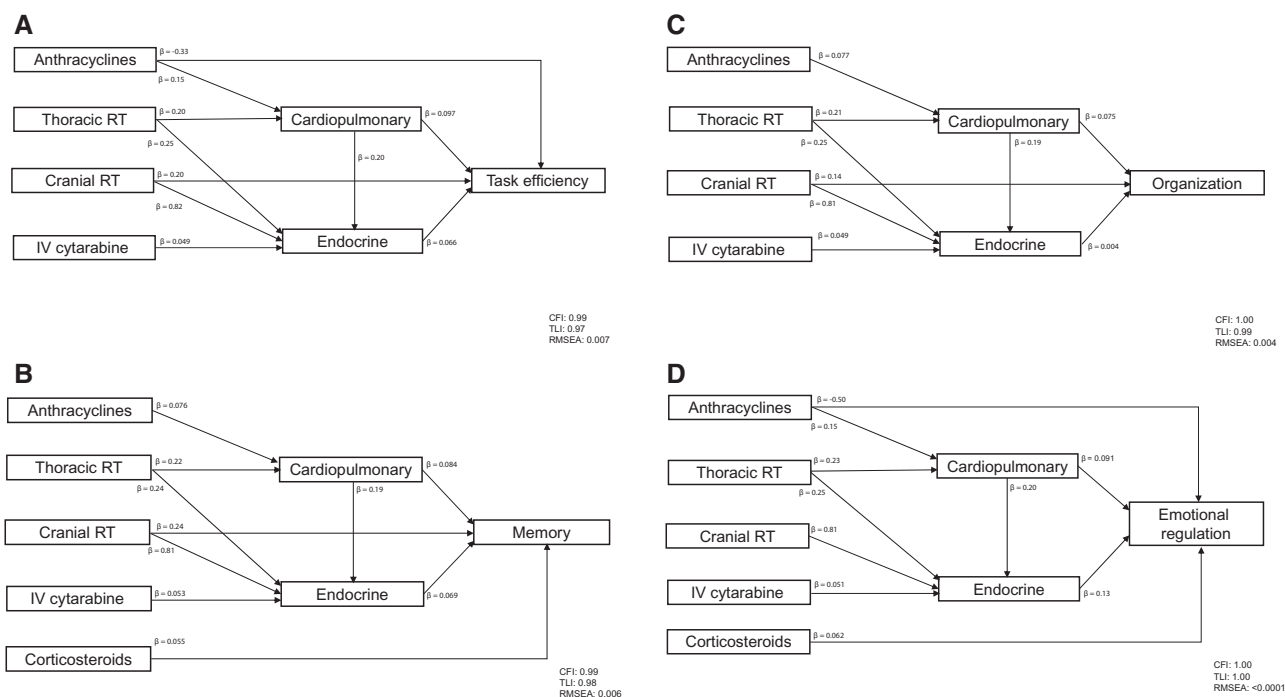 A
Anthracyclines
β = -0.33
β = 0.15
Thoracic RT
β = 0.20
β = 0.25
Cardiopulmonary
β = 0.097
β = 0.20
Cranial RT
β = 0.20
β = 0.82
Task efficiency
IV cytarabine
β = 0.049
Endocrine
β = 0.066
CFI: 0.99
TLI: 0.97
RMSEA: 0.007
B
Anthracyclines
β = 0.076
Thoracic RT
β = 0.22
β = 0.24
Cardiopulmonary
β = 0.084
β = 0.19
Cranial RT
β = 0.24
β = 0.81
Memory
IV cytarabine
β = 0.053
Endocrine
β = 0.069
Corticosteroids
β = 0.055
CFI: 0.99
TLI: 0.98
RMSEA: 0.006
C
Anthracyclines
β = 0.077
Thoracic RT
β = 0.21
β = 0.25
Cardiopulmonary
β = 0.075
β = 0.19
Cranial RT
β = 0.14
β = 0.81
Organization
IV cytarabine
β = 0.049
Endocrine
β = 0.004
CFI: 1.00
TLI: 0.99
RMSEA: 0.004
D
Anthracyclines
β = -0.50
β = 0.15
Thoracic RT
β = 0.23
β = 0.25
Cardiopulmonary
β = 0.091
β = 0.20
Cranial RT
β = 0.81
Emotional
regulation
IV cytarabine
β = 0.051
Endocrine
β = 0.13
Corticosteroids
β = 0.062
CFI: 1.00
TLI: 1.00
RMSEA: <0.0001